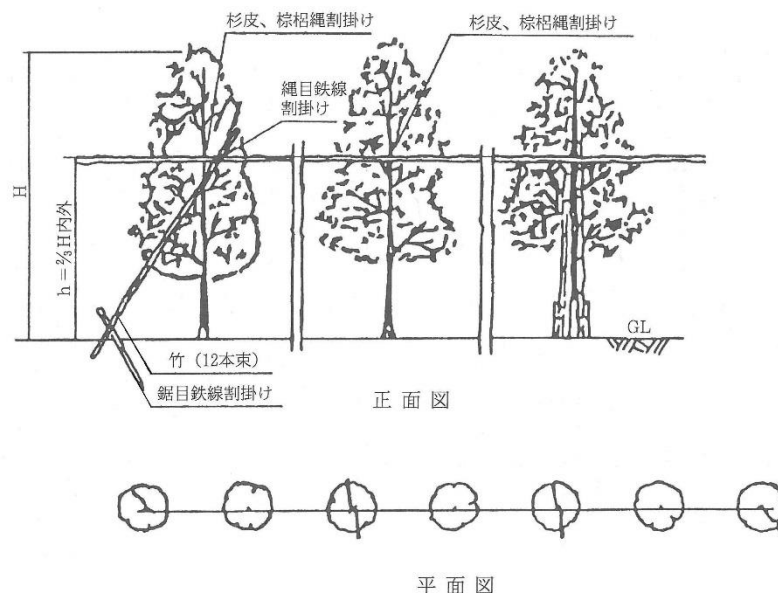 杉皮、棕梠縄割掛け
杉皮、棕梠縄割掛け
縄目鉄線
割掛け
H
h＝⅔H内外
GL
竹（12本束）
鋸目鉄線割掛け
正面図
平面図